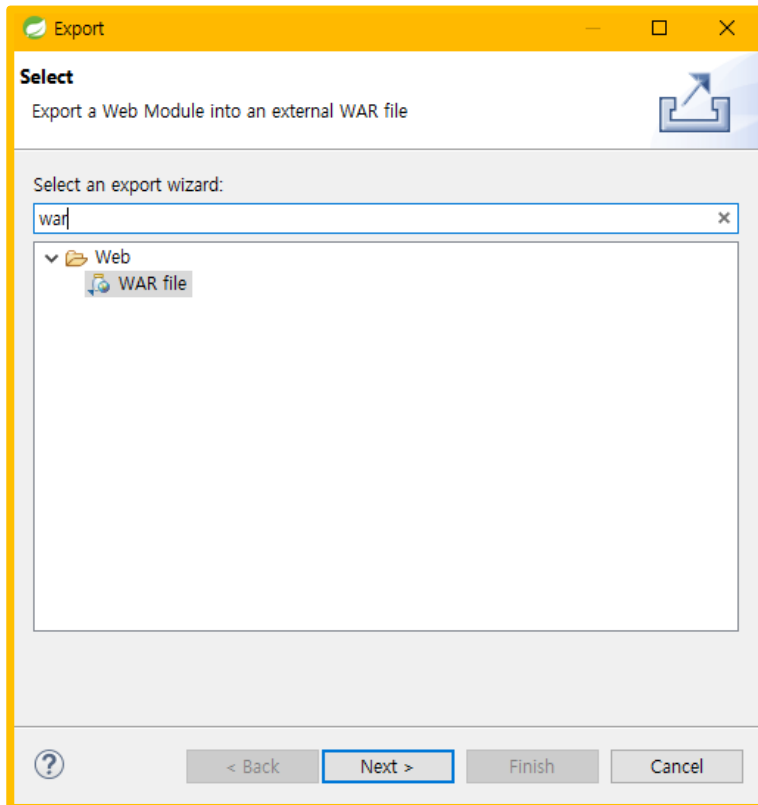 Export
Select
Export a Web Module into an external WAR file
Select an export wizard:
war
Web
WAR file
?
< Back
Next >
Finish
Cancel